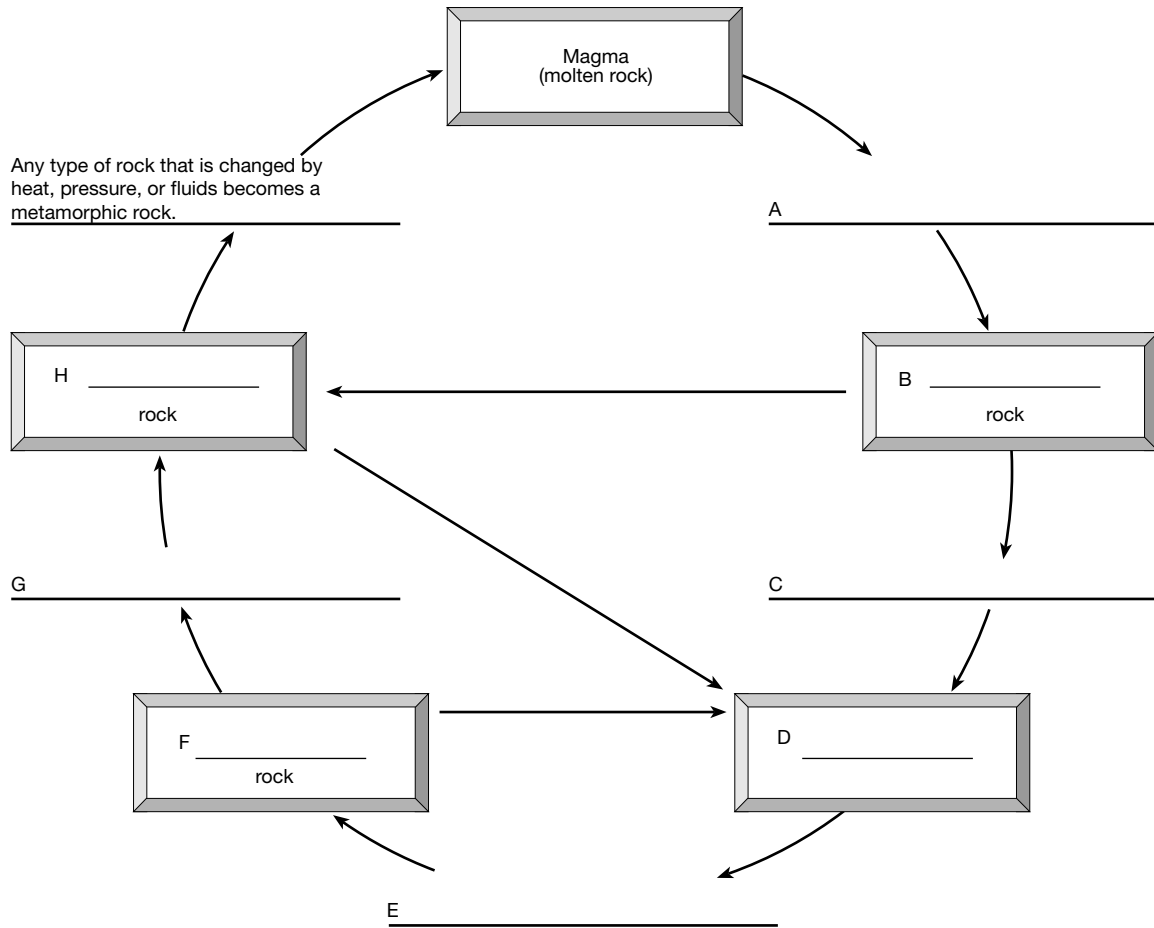 Magma
(molten rock)
Any type of rock that is changed by
heat, pressure, or fluids becomes a
metamorphic rock.
A
H
rock
B
rock
G
C
F
rock
D
E